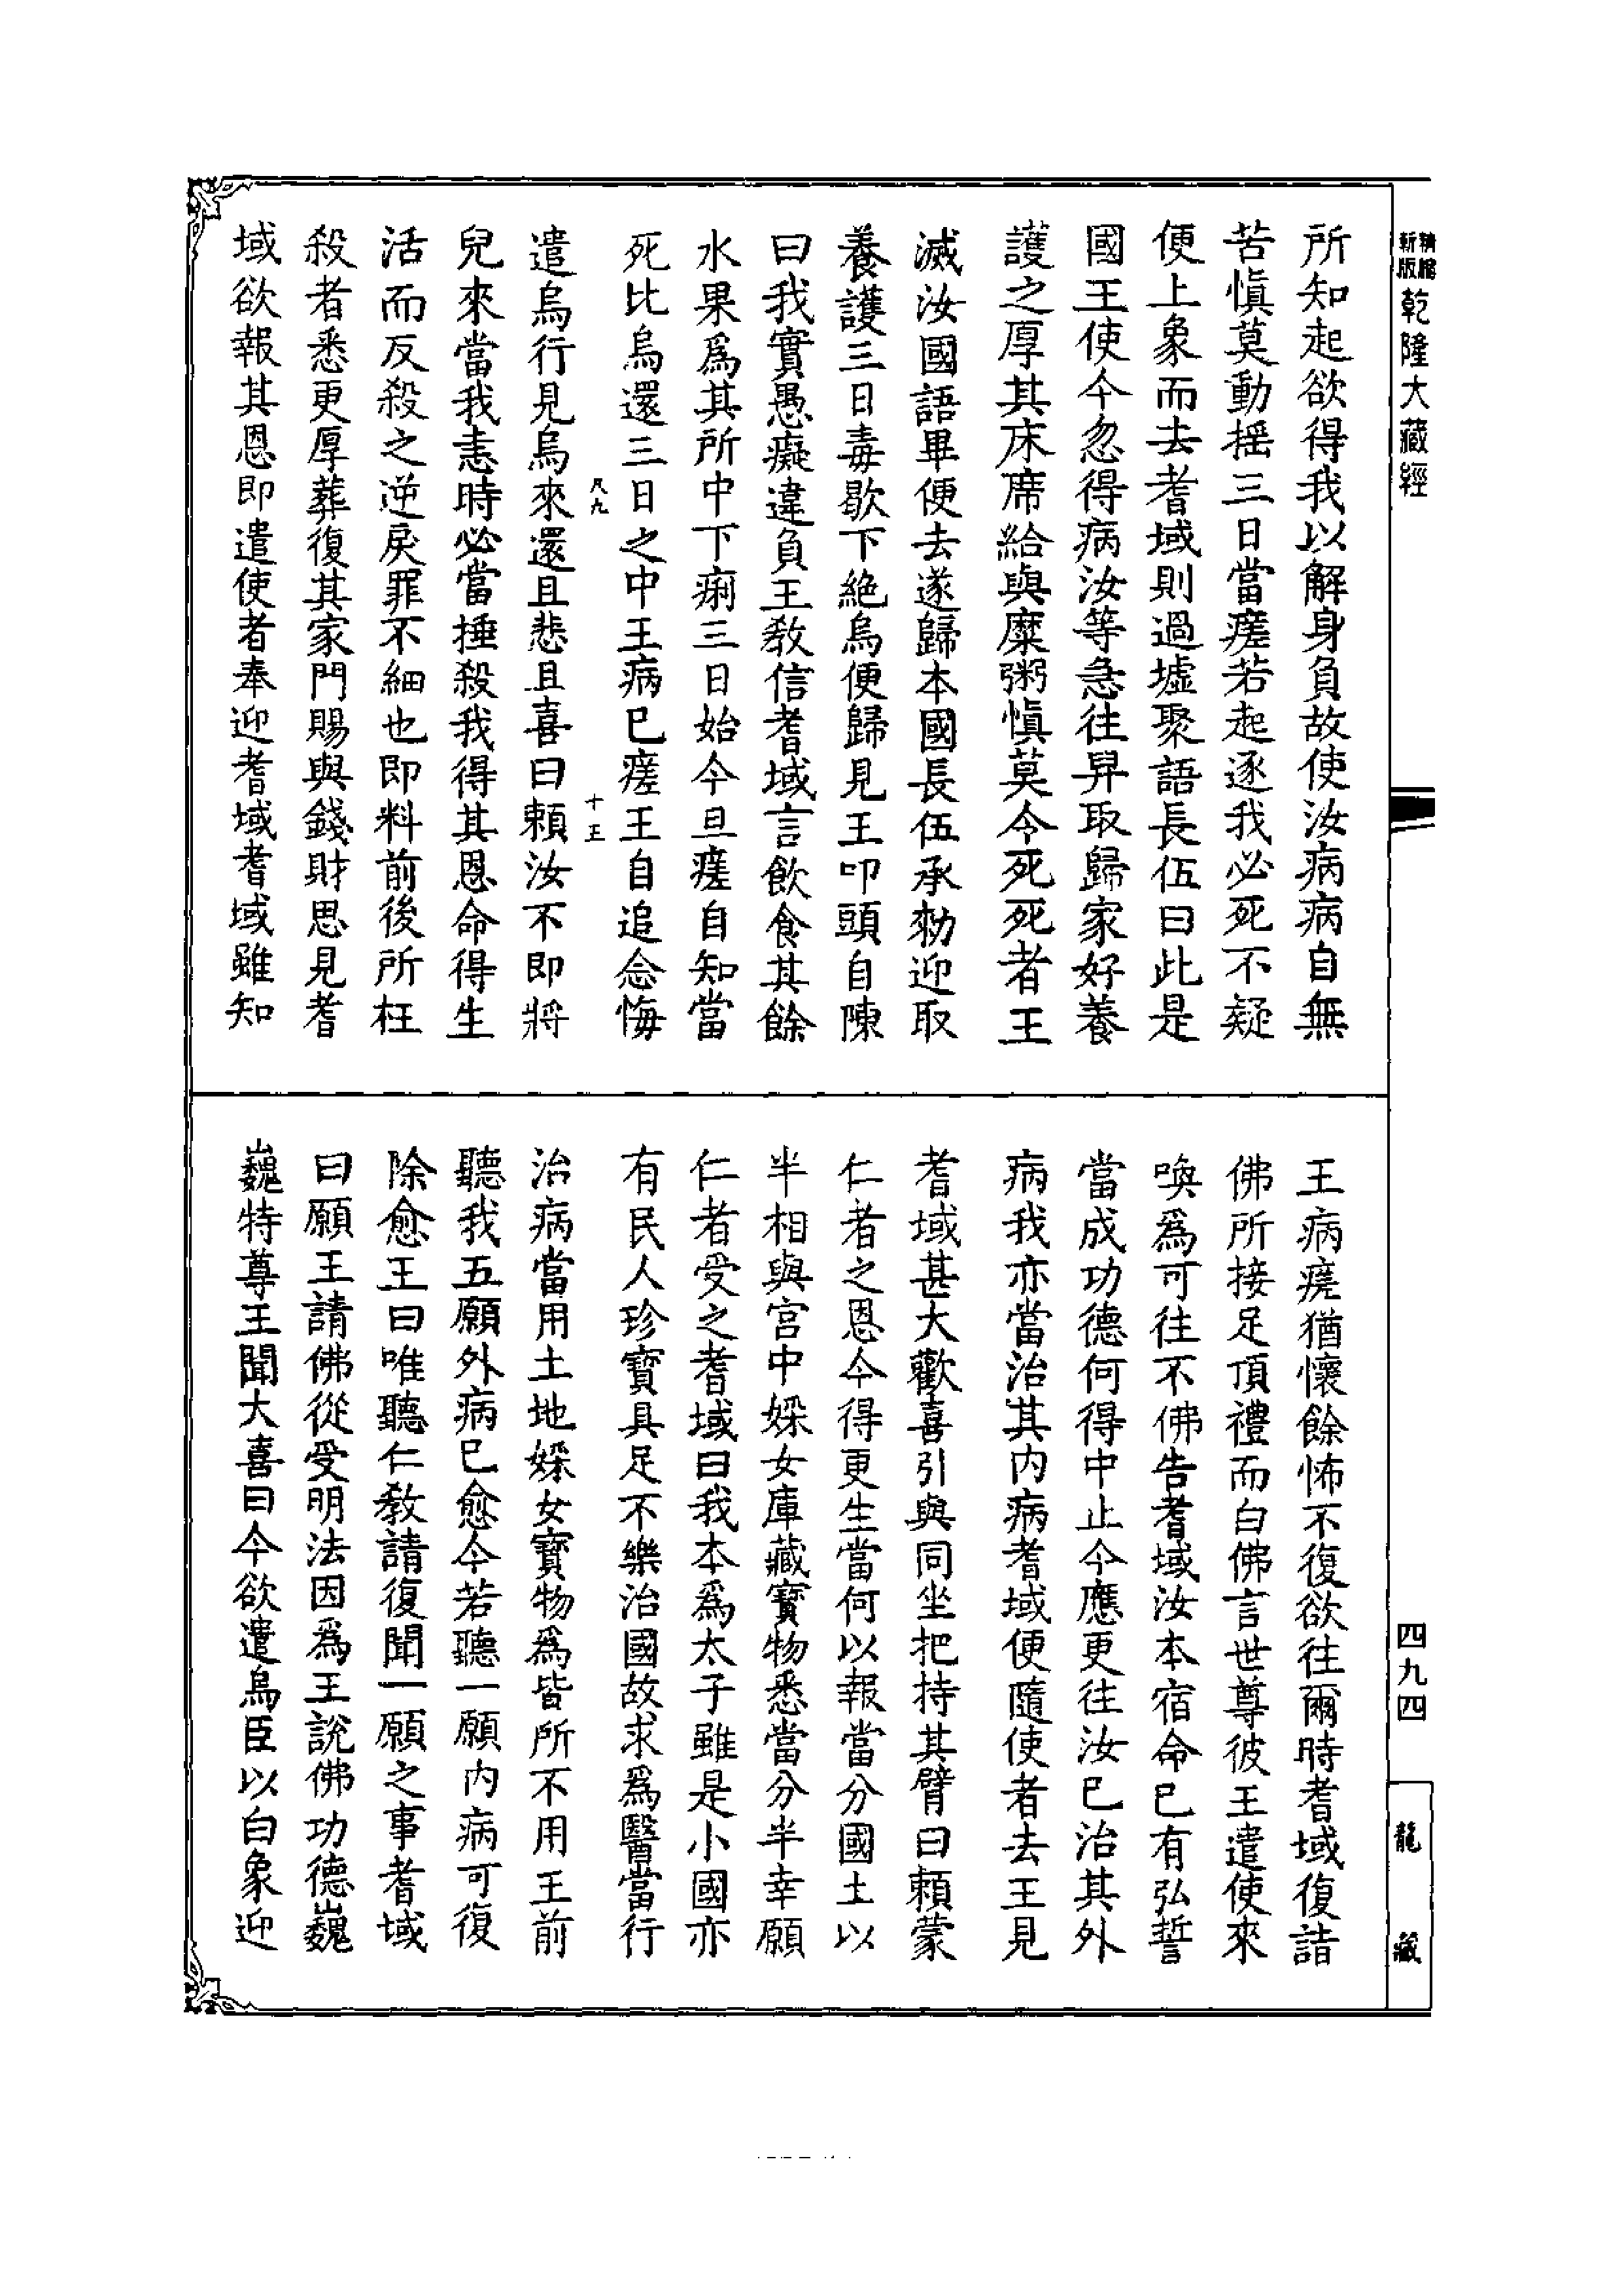 新版 精縮 乾隆大藏經
所知起欲得我以解身負故使汝病病自無
苦慎莫動摇三日當瘥若起逐我必死不疑
便上象而去耆域則過墟聚語長伍曰此是
國王使今忽得病汝等急往舁取歸家好養
護之厚其床席給與糜粥慎莫令死死者王
滅汝國語畢便去遂歸本國長伍承勑迎取
養護三日毒歇下絶烏便歸見王叩頭自陳
曰我實愚癡違負王教信耆域言飲食其餘
水果爲其所中下痢三日始今旦瘥自知當
死比烏還三日之中王病已瘥王自追念悔
尺九 十正
遣烏行見烏來還且悲且喜曰賴汝不即將
兒來當我恚時必當捶殺我得其恩命得生
活而反殺之逆戾罪不細也即料前後所枉
殺者悉更厚葬復其家門賜與錢財思見耆
域欲報其恩即遣使者奉迎耆域耆域雖知
王病瘥猶懷餘怖不復欲往爾時耆域復詣
佛所接足頂禮而白佛言世尊彼王遣使來
喚爲可往不佛告耆域汝本宿命已有弘誓
當成功德何得中止今應更往汝已治其外
病我亦當治其内病耆域便隨使者去王見
耆域甚大歡喜引與同坐把持其臂曰賴蒙
仁者之恩今得更生當何以報當分國土以
半相與宫中婇女庫藏寶物悉當分半幸願
仁者受之耆域曰我本爲太子雖是小國亦
有民人珍寶具足不樂治國故求爲醫當行
治病當用土地婇女寶物爲皆所不用王前
聽我五願外病已愈今若聽一願内病可復
除愈王曰唯聽仁教請復聞一願之事耆域
曰願王請佛從受明法因爲王說佛功德巍
巍特尊王聞大喜曰今欲遣烏臣以白象迎
四九四
龍藏